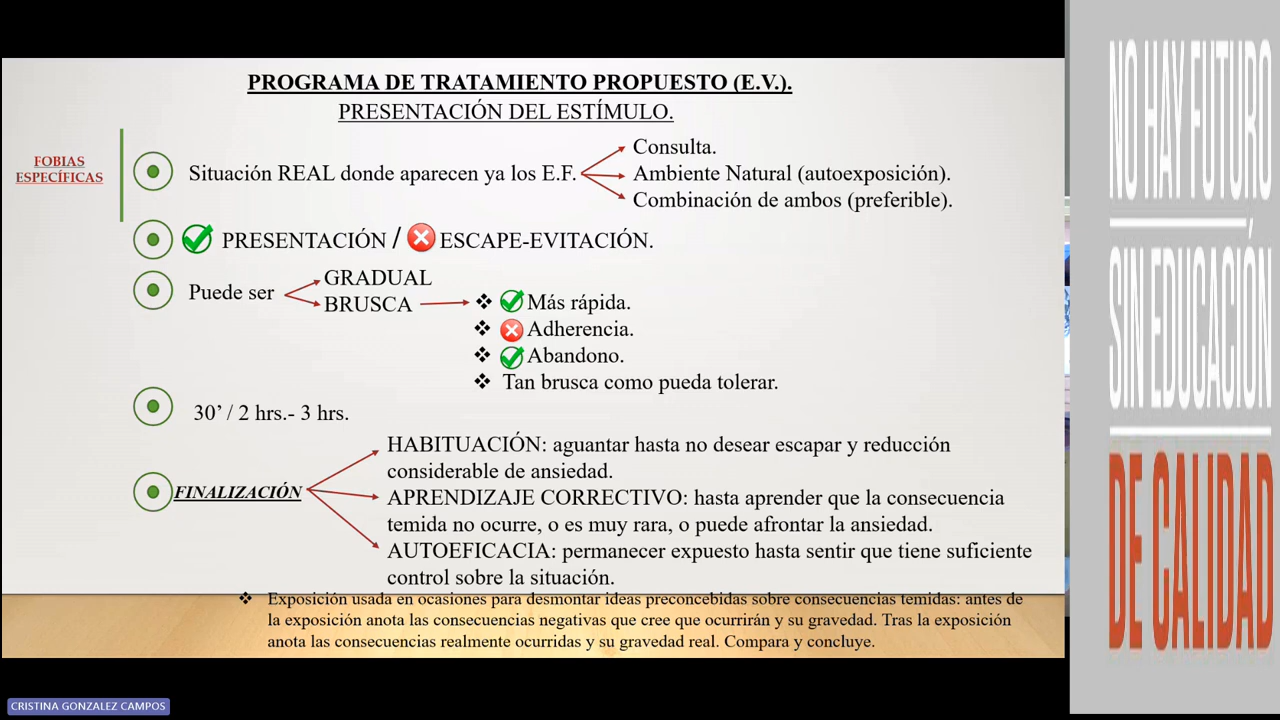 PROGRAMA DE TRATAMIENTO PROPUESTO (E.V.).
PRESENTACIÓN DEL ESTÍMULO.
FOBIAS
ESPECÍFICAS
Situación REAL donde aparecen ya los E.F.
Consulta.
Ambiente Natural (autoexposición).
Combinación de ambos (preferible).
PRESENTACIÓN / ESCAPE-EVITACIÓN.
Puede ser
GRADUAL
BRUSCA
Más rápida.
Adherencia.
Abandono.
Tan brusca como pueda tolerar.
30’ / 2 hrs.- 3 hrs.
FINALIZACIÓN
HABITUACIÓN: aguantar hasta no desear escapar y reducción
considerable de ansiedad.
APRENDIZAJE CORRECTIVO: hasta aprender que la consecuencia
temida no ocurre, o es muy rara, o puede afrontar la ansiedad.
AUTOEFICACIA: permanecer expuesto hasta sentir que tiene suficiente
control sobre la situación.
Exposición usada en ocasiones para desmontar ideas preconcebidas sobre consecuencias temidas: antes de
la exposición anota las consecuencias negativas que cree que ocurrirán y su gravedad. Tras la exposición
anota las consecuencias realmente ocurridas y su gravedad real. Compara y concluye.
NO HAY FUTURO
SIN EDUCACIÓN
DE CALIDAD
CRISTINA GONZALEZ CAMPOS